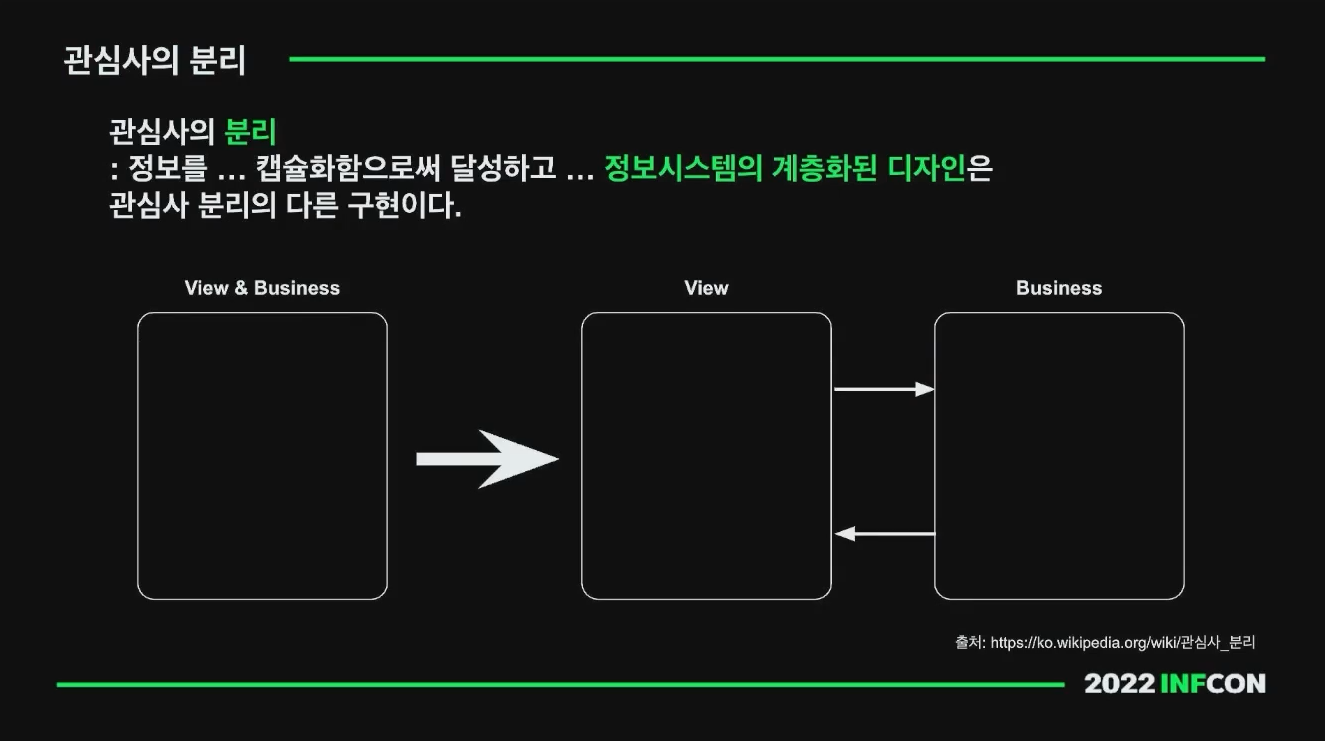 관심사의 분리
관심사의 분리
: 정보를 ... 캡슐화함으로써 달성하고 ... 정보시스템의 계층화된 디자인은
관심사 분리의 다른 구현이다.
View & Business
View
Business
출처: https://ko.wikipedia.org/wiki/관심사_분리
2022 INFCON